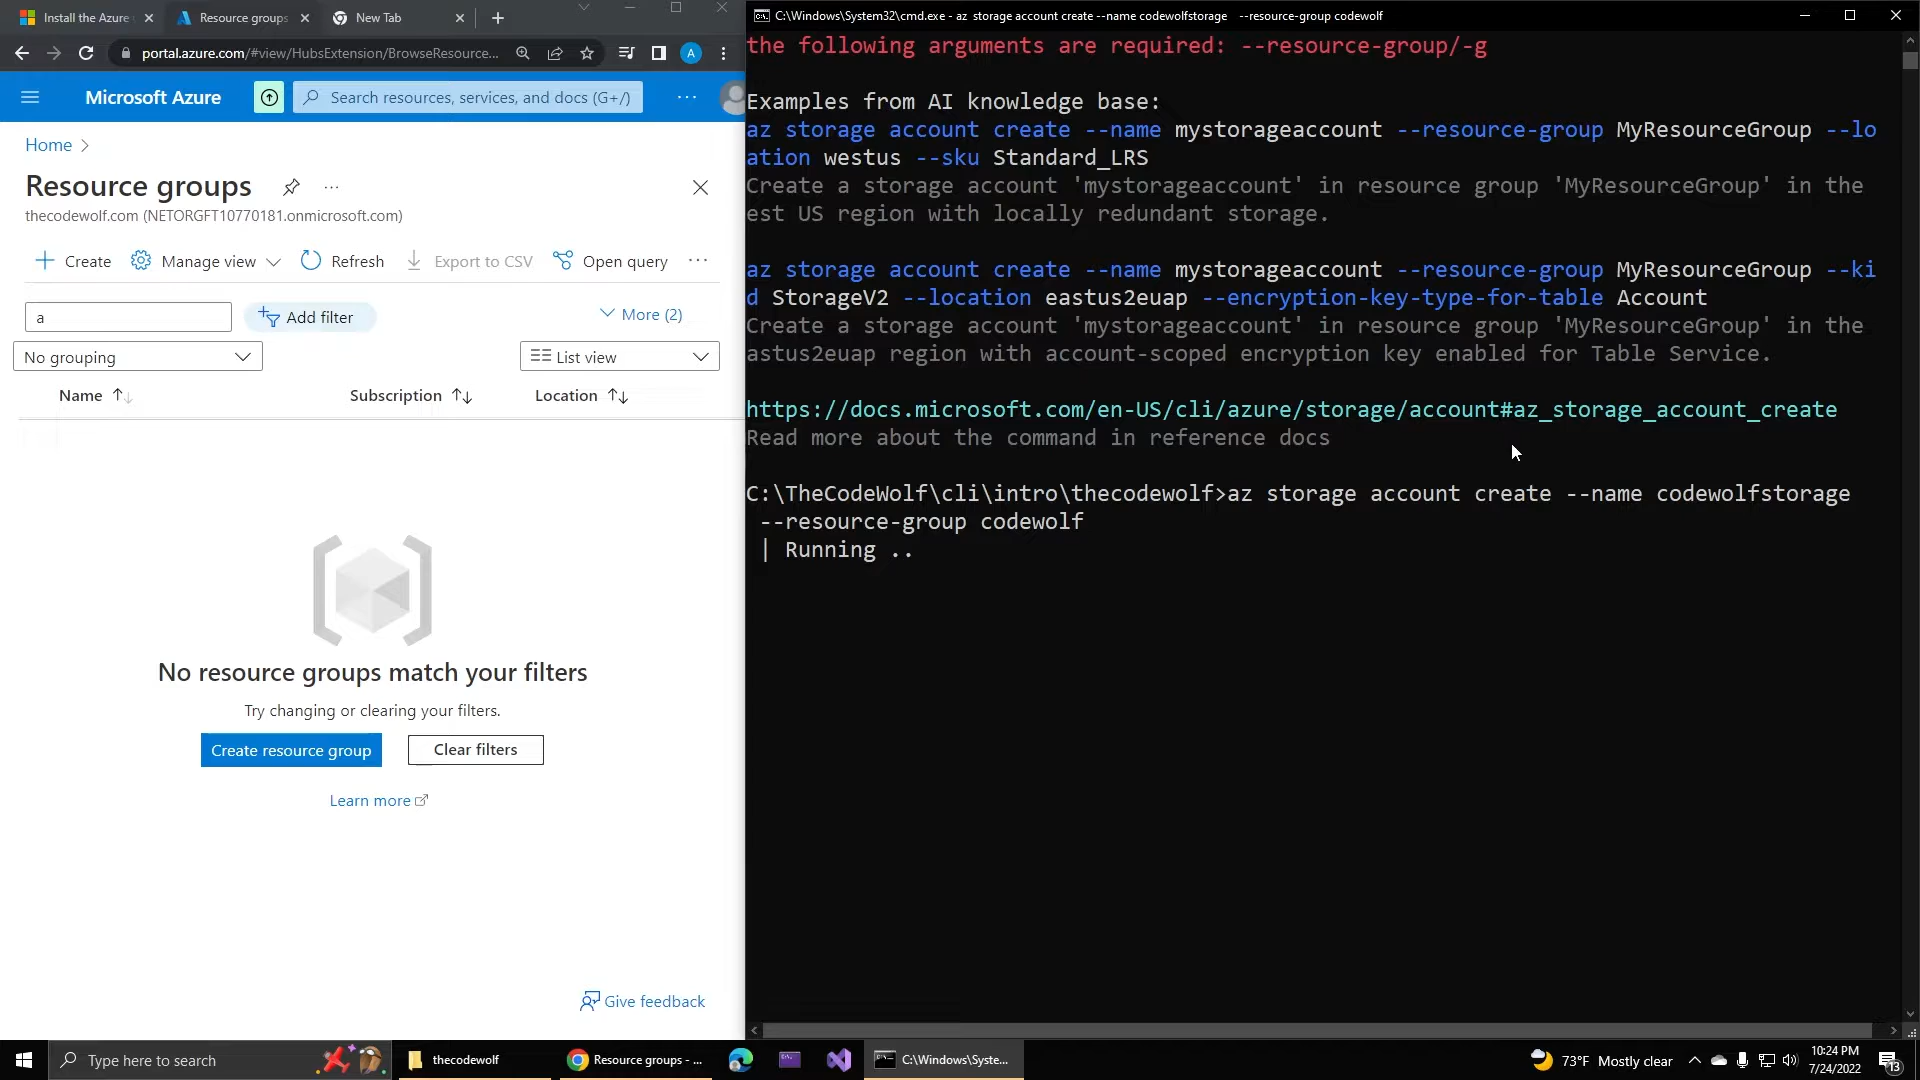 Install the Azure
Resource groups
New Tab
portal.azure.com/#view/HubsExtension/BrowseResource...
A
Microsoft Azure
Search resources, services, and docs (G+/)
Home
Resource groups
thecodewolf.com (NETORGFT10770181.onmicrosoft.com)
Create
Manage view
Refresh
Export to CSV
Open query
a
Add filter
More (2)
No grouping
List view
Name
Subscription
Location
No resource groups match your filters
Try changing or clearing your filters.
Create resource group
Clear filters
Learn more
Give feedback
C:\Windows\System32\cmd.exe - az storage account create --name codewolfstorage --resource-group codewolf
the following arguments are required: --resource-group/-g
Examples from AI knowledge base:
az storage account create --name mystorageaccount --resource-group MyResourceGroup --lo
ation westus --sku Standard_LRS
Create a storage account 'mystorageaccount' in resource group 'MyResourceGroup' in the
est US region with locally redundant storage.
az storage account create --name mystorageaccount --resource-group MyResourceGroup --ki
d StorageV2 --location eastus2euap --encryption-key-type-for-table Account
Create a storage account 'mystorageaccount' in resource group 'MyResourceGroup' in the
astus2euap region with account-scoped encryption key enabled for Table Service.
https://docs.microsoft.com/en-US/cli/azure/storage/account#az_storage_account_create
Read more about the command in reference docs
C:\TheCodeWolf\cli\intro\thecodewolf>az storage account create --name codewolfstorage
--resource-group codewolf
| Running ..
Type here to search
thecodewolf
Resource groups - ...
C:\Windows\Syste...
73°F Mostly clear
10:24 PM
7/24/2022
13